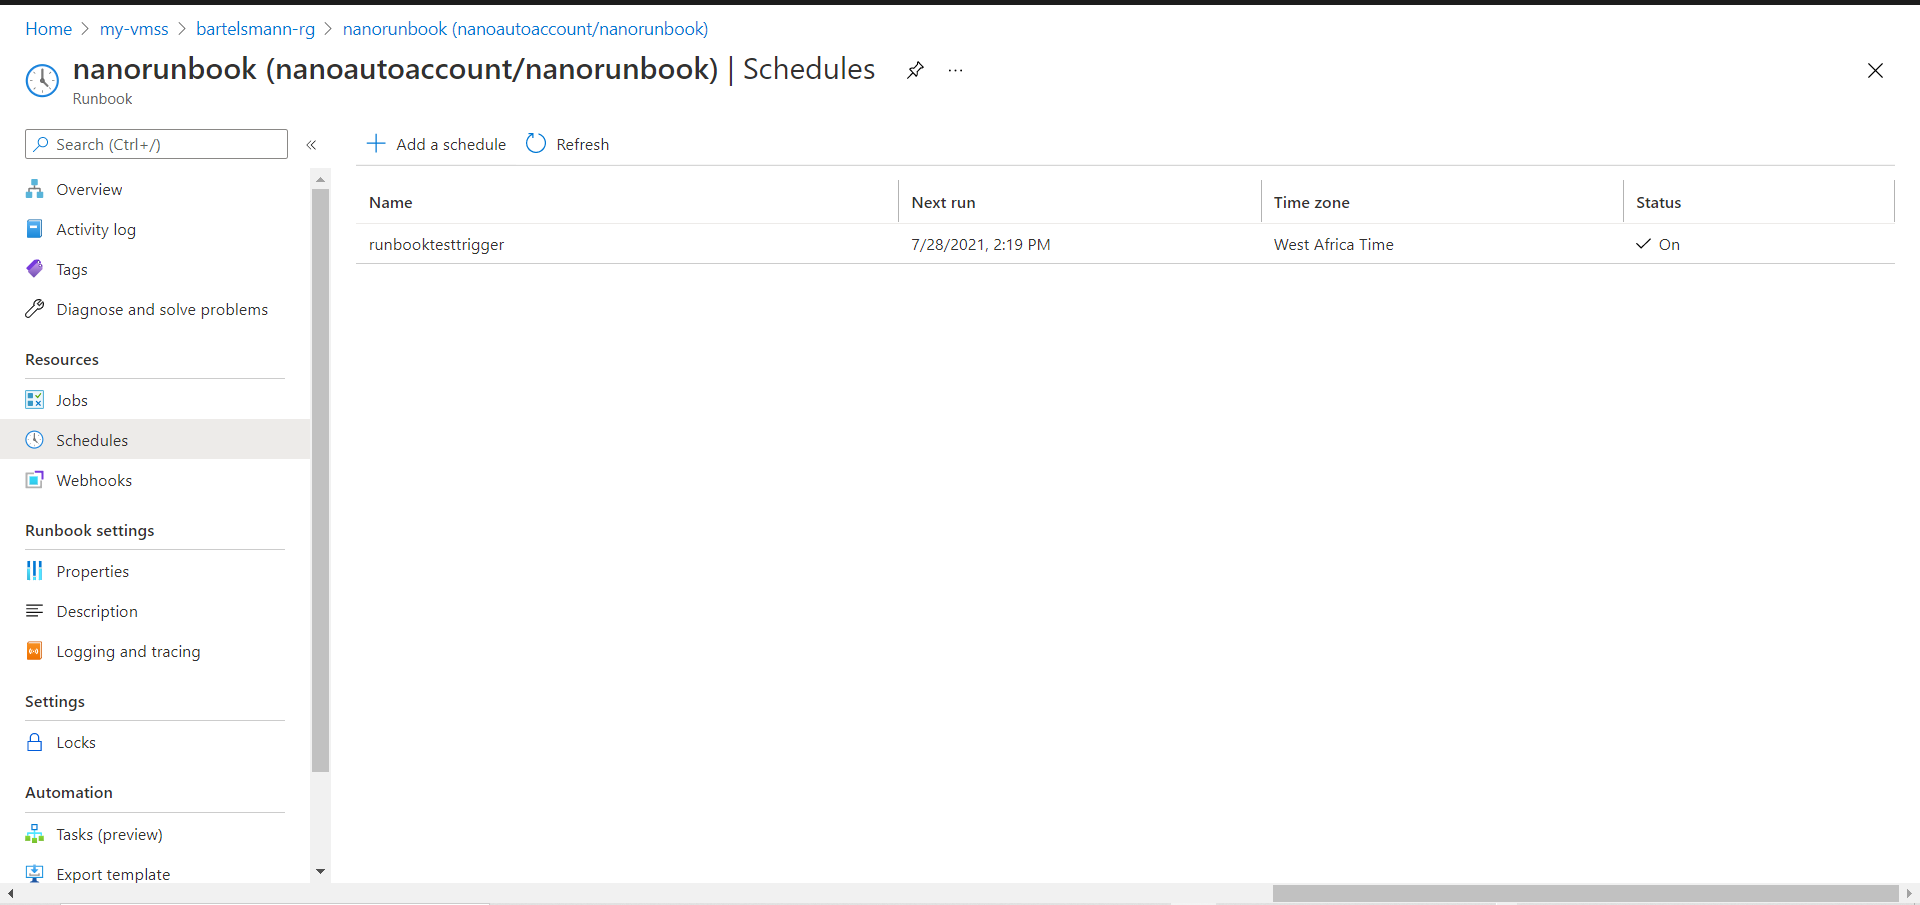 Home > my-vmss > bartelsmann-rg > nanorunbook (nanoautoaccount/nanorunbook)
nanorunbook (nanoautoaccount/nanorunbook) | Schedules ...
Runbook
Search (Ctrl+/) «
Overview
Activity log
Tags
Diagnose and solve problems
Resources
Jobs
Schedules
Webhooks
Runbook settings
Properties
Description
Logging and tracing
Settings
Locks
Automation
Tasks (preview)
Export template
Add a schedule Refresh
Name Next run Time zone Status
runbooktesttrigger 7/28/2021, 2:19 PM West Africa Time On